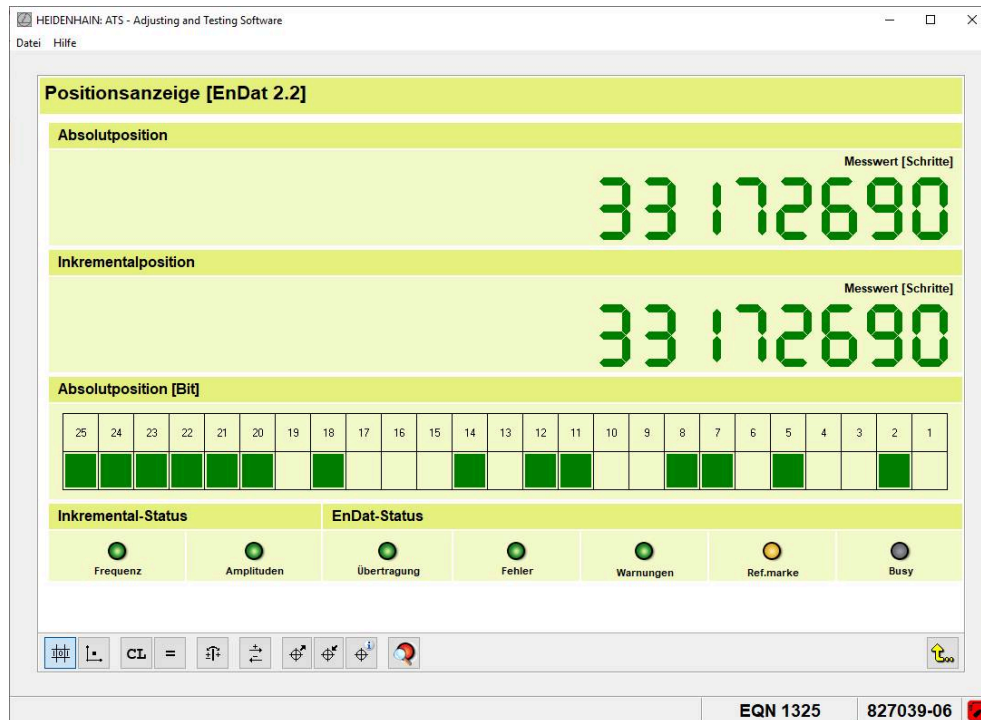 HEIDENHAIN: ATS - Adjusting and Testing Software
Datei Hilfe
Positionsanzeige [EnDat 2.2]
Absolutposition
Messwert [Schritte]
33172690
Inkrementalposition
Messwert [Schritte]
33172690
Absolutposition [Bit]
25 24 23 22 21 20 19 18 17 16 15 14 13 12 11 10 9 8 7 6 5 4 3 2 1
Inkremental-Status EnDat-Status
Frequenz Amplituden Übertragung Fehler Warnungen Ref.marke Busy
CL =
EQN 1325 827039-06